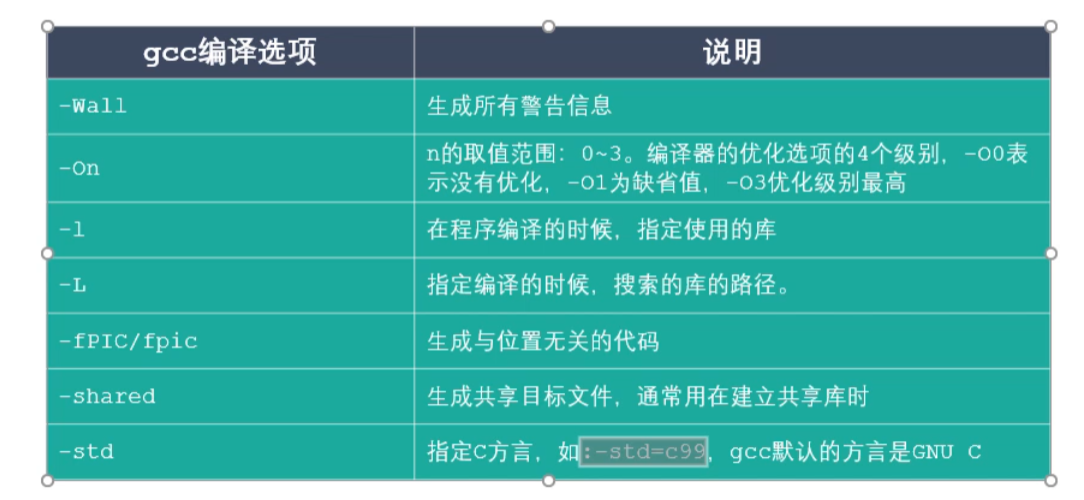 gcc编译选项
说明
-Wall
生成所有警告信息
-On
n的取值范围：0~3。编译器的优化选项的4个级别，-O0表
示没有优化，-O1为缺省值，-O3优化级别最高
-l
在程序编译的时候，指定使用的库
-L
指定编译的时候，搜索的库的路径。
-fPIC/fpic
生成与位置无关的代码
-shared
生成共享目标文件，通常用在建立共享库时
-std
指定C方言，如:-std=c99，gcc默认的方言是GNU C